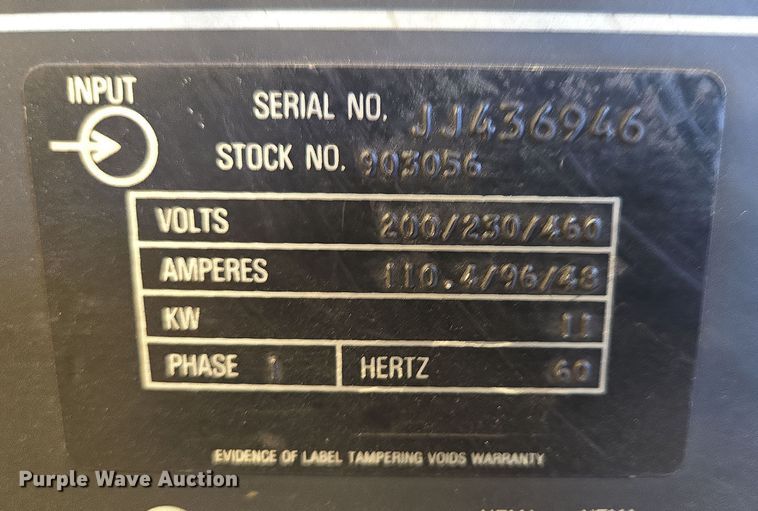 INPUT
SERIAL NO. JJ436946
STOCK NO. 903056
VOLTS 200/230/460
AMPERES 110.4/96/48
KW 11
PHASE 1 HERTZ 60
EVIDENCE OF LABEL TAMPERING VOIDS WARRANTY
Purple Wave Auction